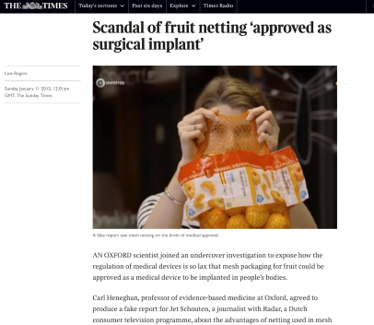 THE TIMES
Today's sections
Past six days
Explore
Times Radio
Scandal of fruit netting ‘approved as
surgical implant’
Lois Rogers
Sunday January 11 2015, 12.01am
GMT, The Sunday Times
A fake report saw mesh netting on the brink of medical approval
AN OXFORD scientist joined an undercover investigation to expose how the
regulation of medical devices is so lax that mesh packaging for fruit could be
approved as a medical device to be implanted in people's bodies.
Carl Heneghan, professor of evidence-based medicine at Oxford, agreed to
produce a fake report for Jet Schouten, a journalist with Radar, a Dutch
consumer television programme, about the advantages of netting used in mesh